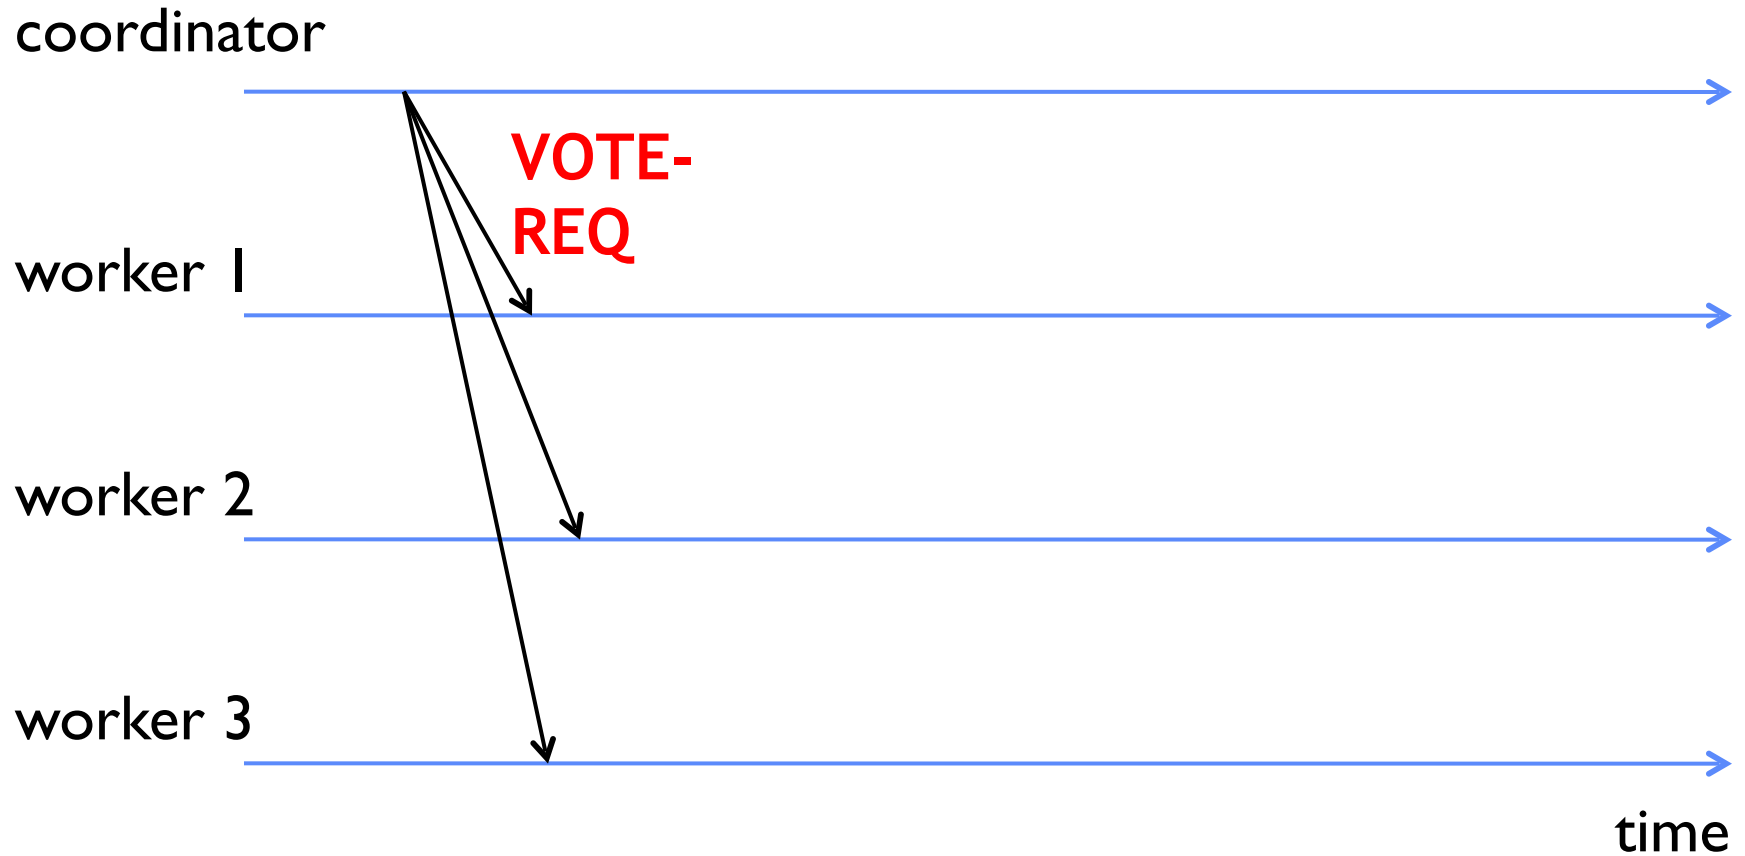 coordinator
VOTE-
REQ
worker 1
worker 2
worker 3
time